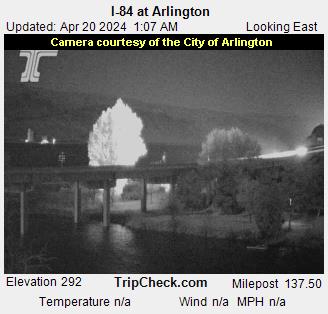 I-84 at Arlington
Updated: Apr 20 2024 1:07 AM Looking East
Camera courtesy of the City of Arlington
Elevation 292 TripCheck.com Milepost 137.50
Temperature n/a Wind n/a MPH n/a